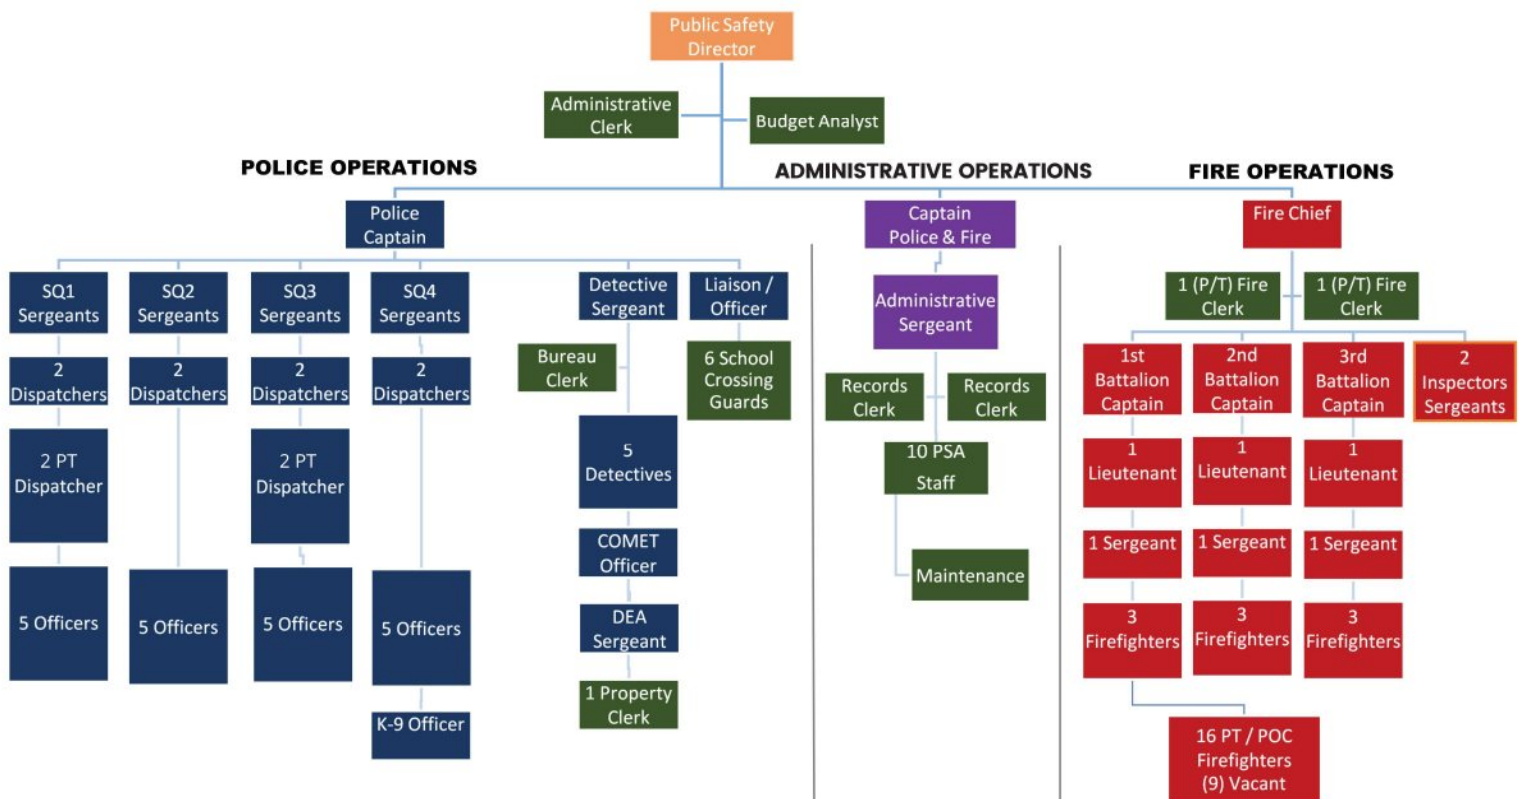 Public Safety
Director
Administrative
Clerk
Budget Analyst
POLICE OPERATIONS
ADMINISTRATIVE OPERATIONS
FIRE OPERATIONS
Police
Captain
Captain
Police & Fire
Fire Chief
SQ1
Sergeants
SQ2
Sergeants
SQ3
Sergeants
SQ4
Sergeants
Detective
Sergeant
Liaison /
Officer
Administrative
Sergeant
1 (P/T) Fire
Clerk
1 (P/T) Fire
Clerk
2
Dispatchers
2
Dispatchers
2
Dispatchers
2
Dispatchers
Bureau
Clerk
6 School
Crossing
Guards
Records
Clerk
Records
Clerk
1st
Battalion
Captain
2nd
Battalion
Captain
3rd
Battalion
Captain
2
Inspectors
Sergeants
2 PT
Dispatcher
2 PT
Dispatcher
5
Detectives
10 PSA
Staff
1
Lieutenant
1
Lieutenant
1
Lieutenant
COMET
Officer
Maintenance
1 Sergeant
1 Sergeant
1 Sergeant
5 Officers
5 Officers
5 Officers
5 Officers
DEA
Sergeant
3
Firefighters
3
Firefighters
3
Firefighters
K-9 Officer
1 Property
Clerk
16 PT / POC
Firefighters
(9) Vacant